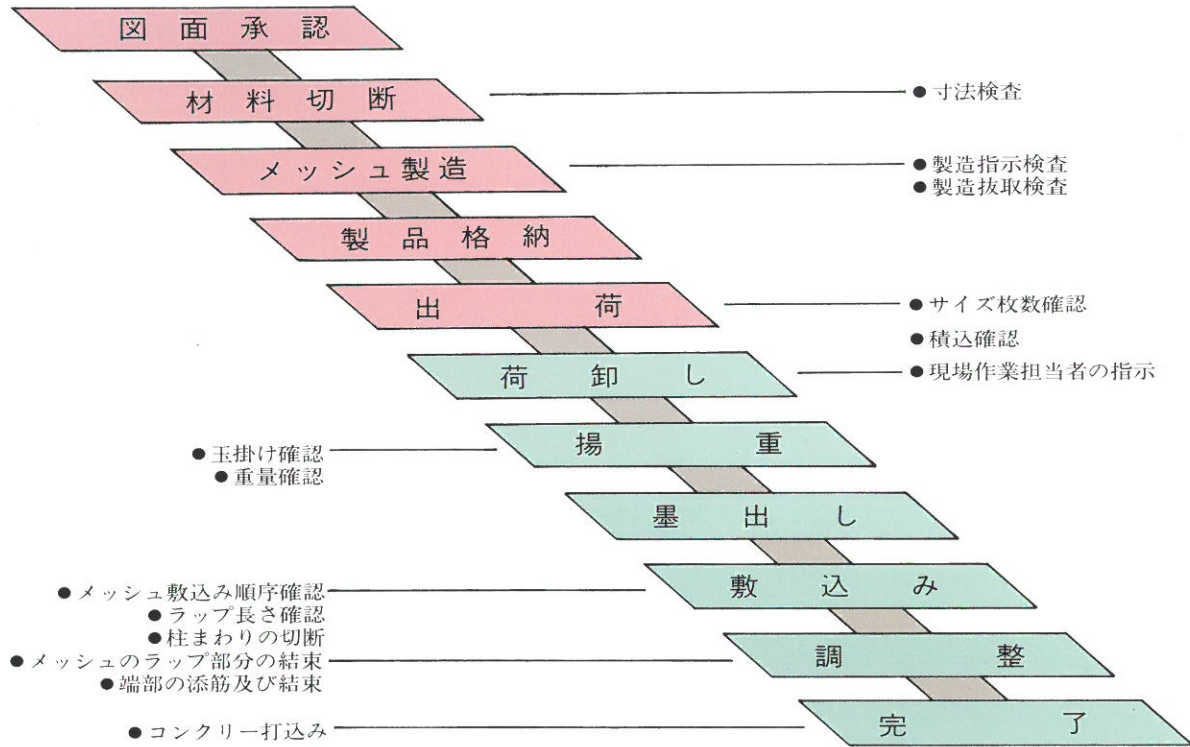 図面承認
材料切断
●寸法検査
メッシュ製造
●製造指示検査
●製造抜取検査
製品格納
出荷
●サイズ枚数確認
●積込確認
荷卸し
●現場作業担当者の指示
揚重
●玉掛け確認
●重量確認
墨出し
敷込み
●メッシュ敷込み順序確認
●ラップ長さ確認
●柱まわりの切断
調整
●メッシュのラップ部分の結束
●端部の添筋及び結束
完了
●コンクリー打込み